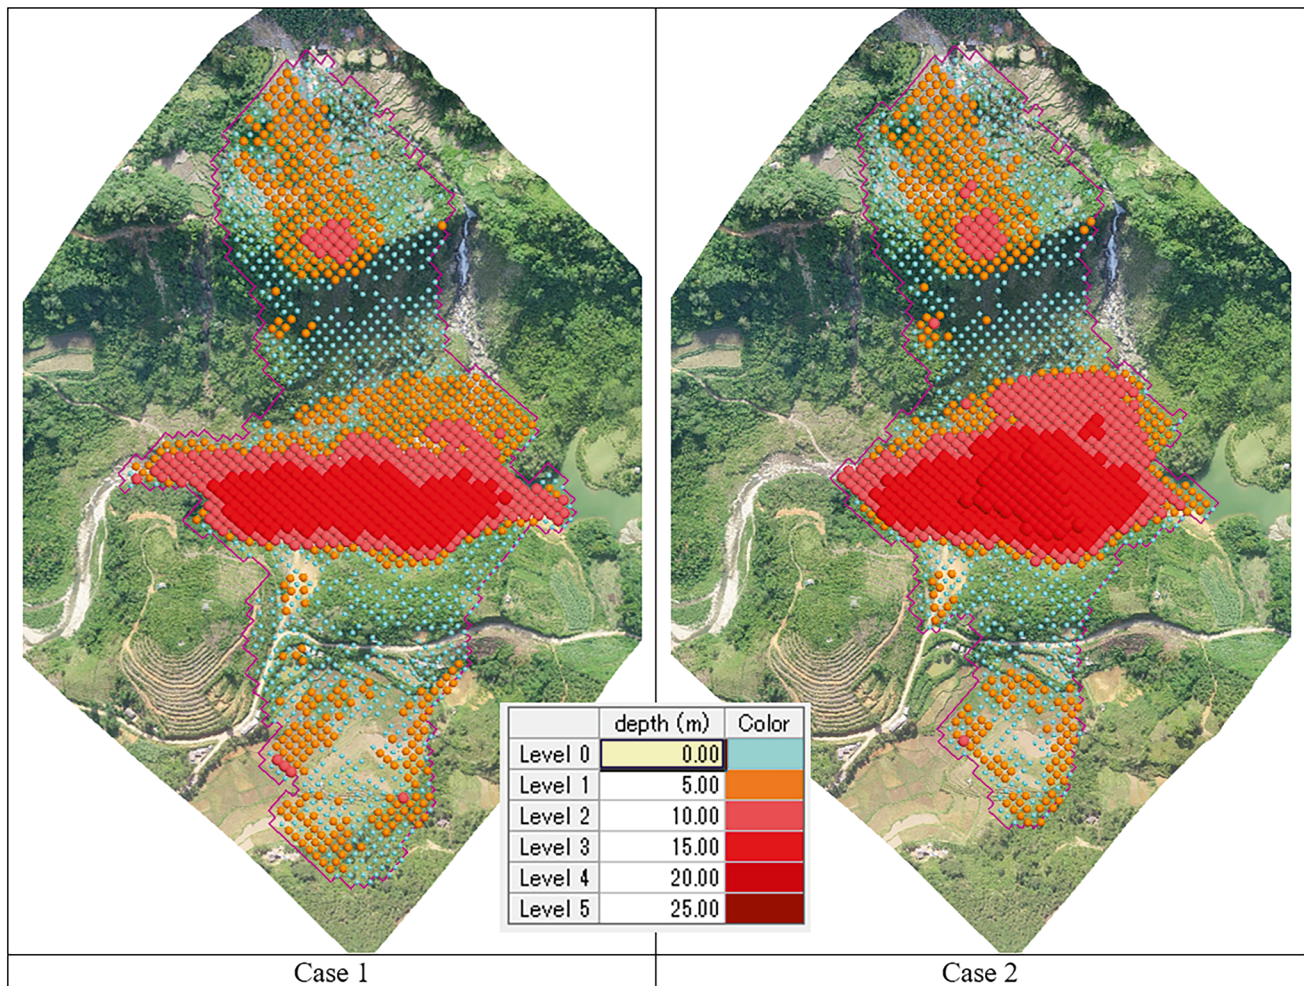 depth (m) Color
Level 0 0.00
Level 1 5.00
Level 2 10.00
Level 3 15.00
Level 4 20.00
Level 5 25.00
Case 1 Case 2